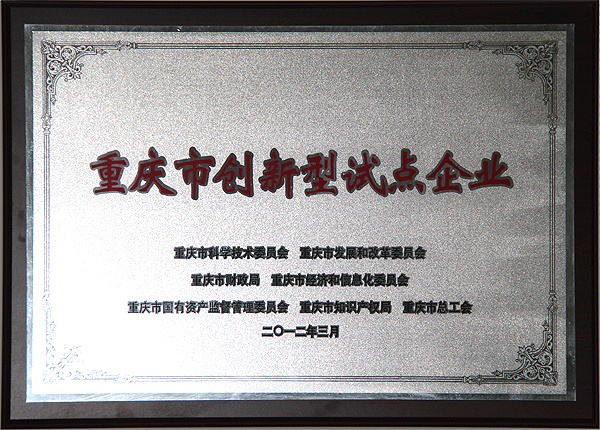 重庆市创新型试点企业
重庆市科学技术委员会 重庆市发展和改革委员会
重庆市财政局 重庆市经济和信息化委员会
重庆市国有资产监督管理委员会 重庆市知识产权局 重庆市总工会
二〇一二年三月